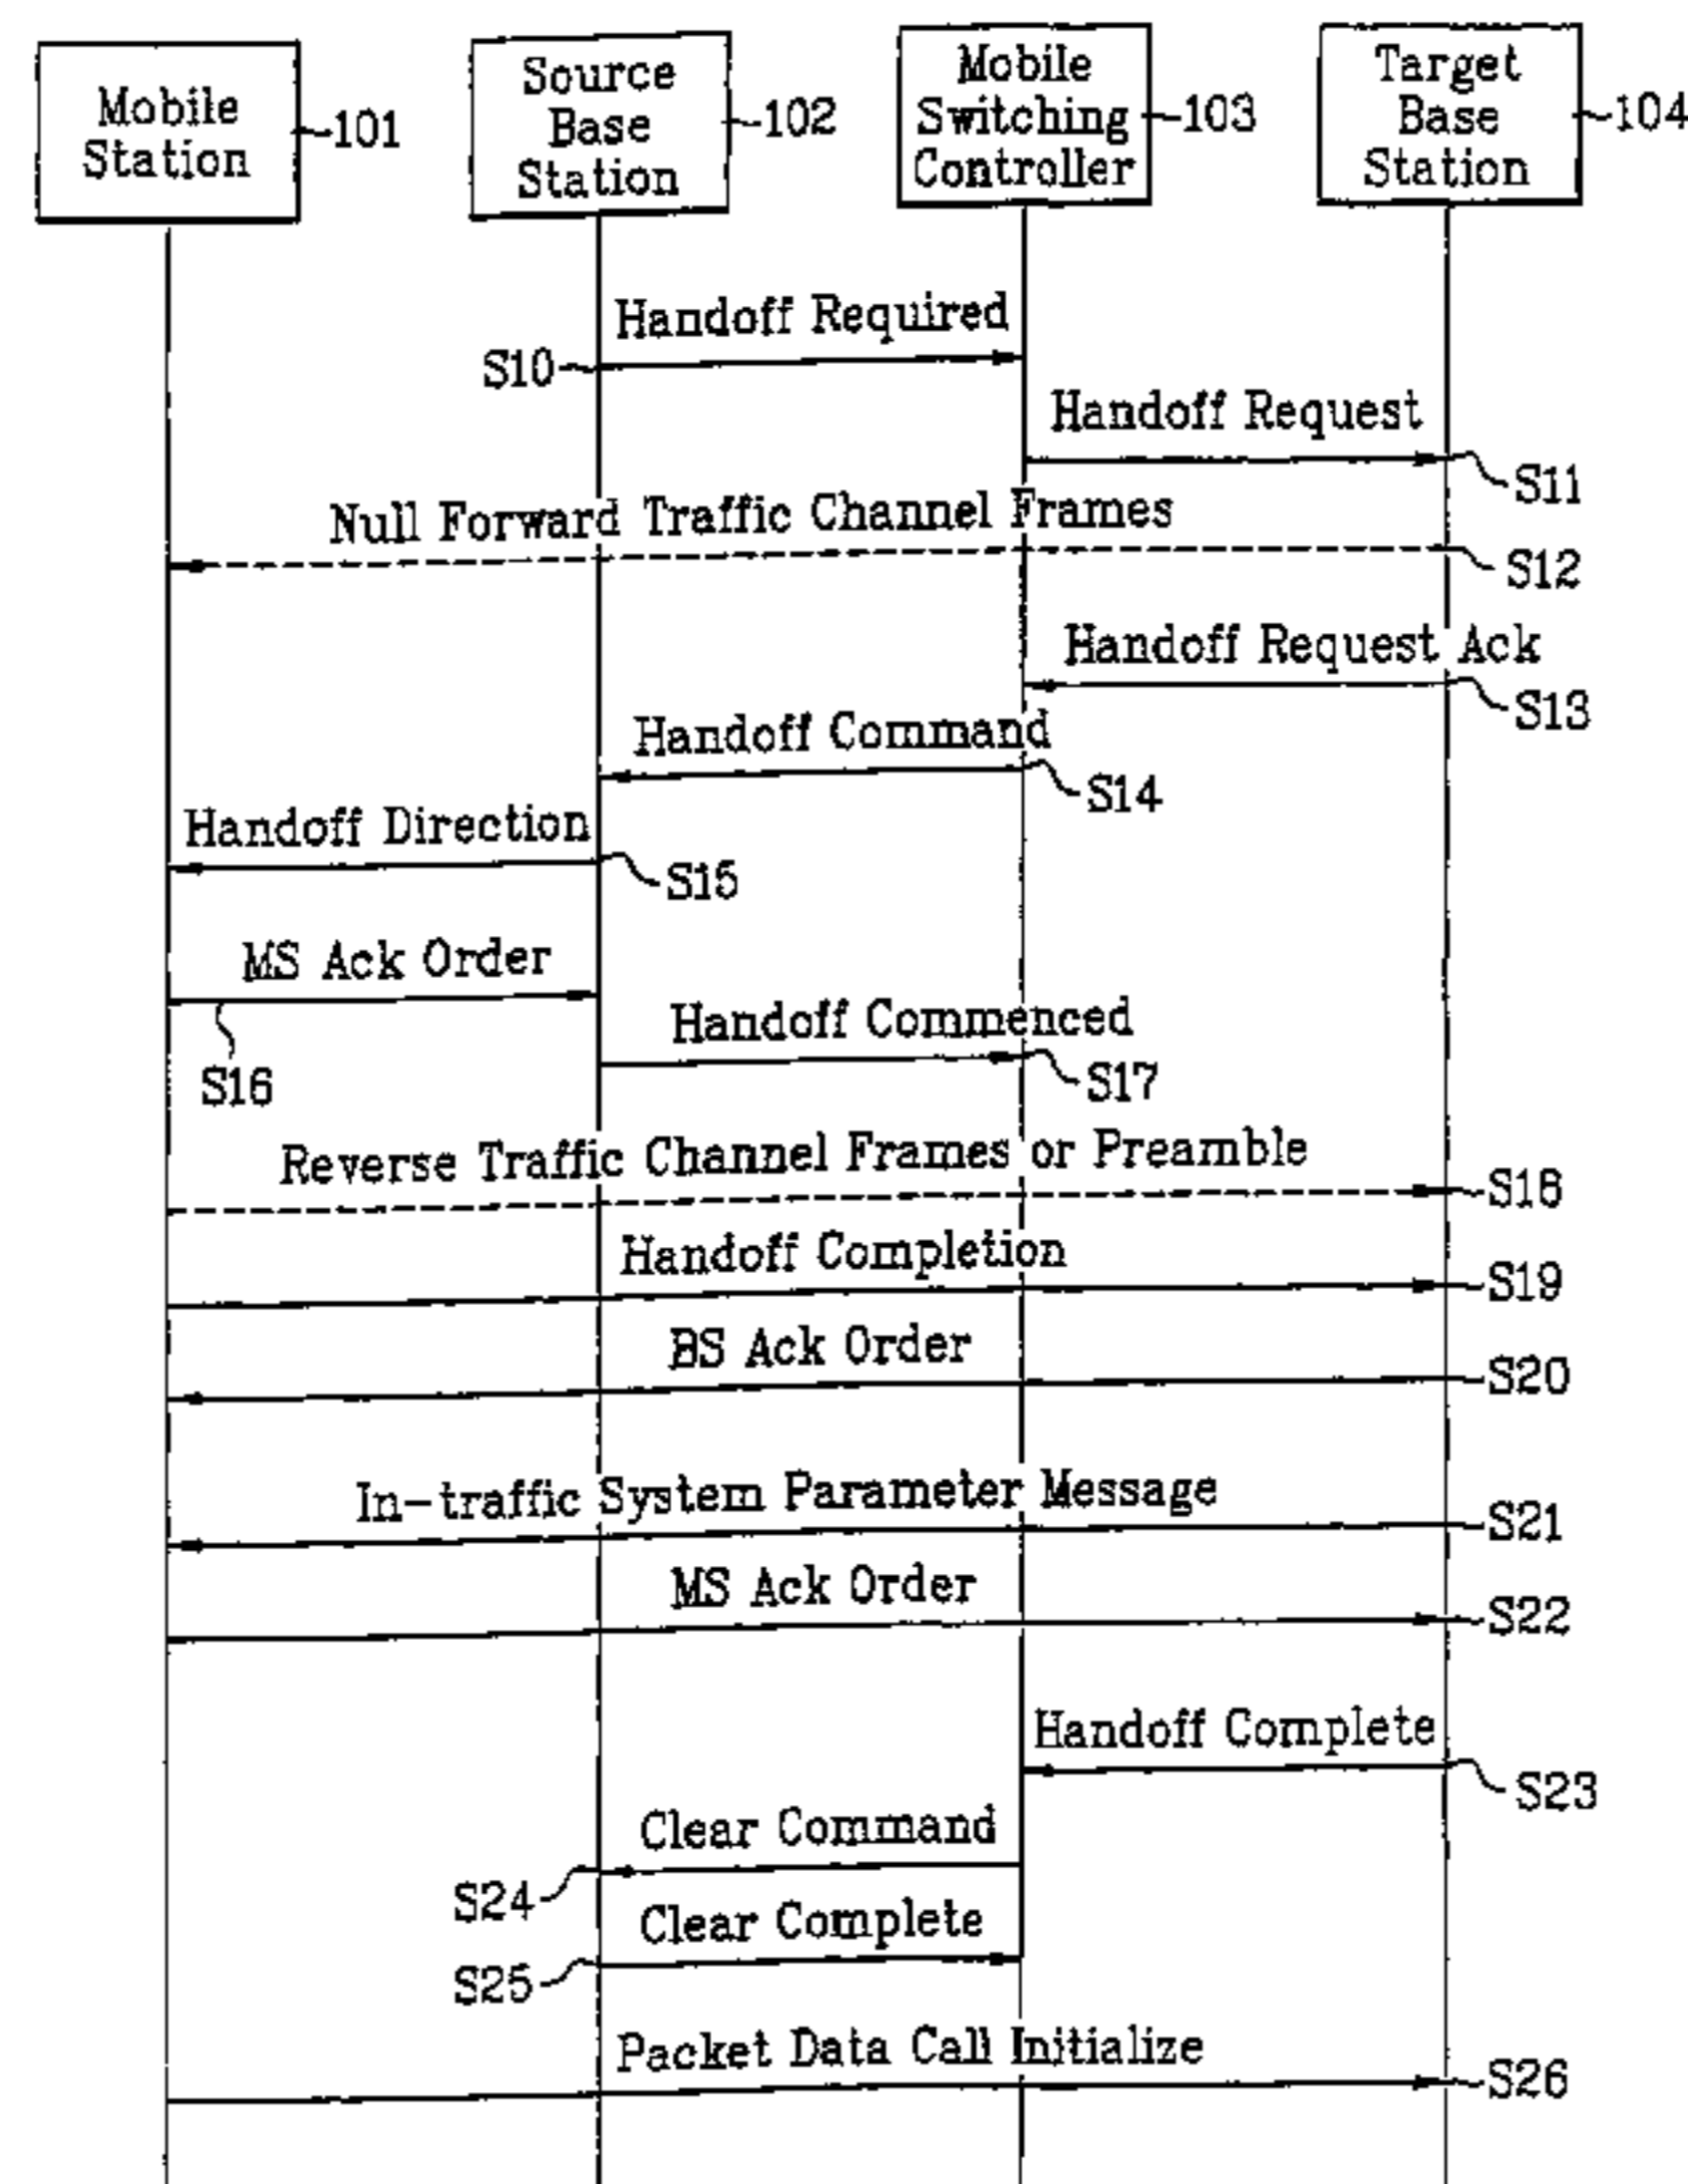 Mobile
Station
101
Source
Base
Station
102
Mobile
Switching
Controller
103
Target
Base
Station
104
Handoff Required
S10
Handoff Request
S11
Null Forward Traffic Channel Frames
S12
Handoff Request Ack
S13
Handoff Command
S14
Handoff Direction
S15
MS Ack Order
S16
Handoff Commenced
S17
Reverse Traffic Channel Frames or Preamble
S18
Handoff Completion
S19
BS Ack Order
S20
In-traffic System Parameter Message
S21
MS Ack Order
S22
Handoff Complete
S23
Clear Command
S24
Clear Complete
S25
Packet Data Call Initialize
S26